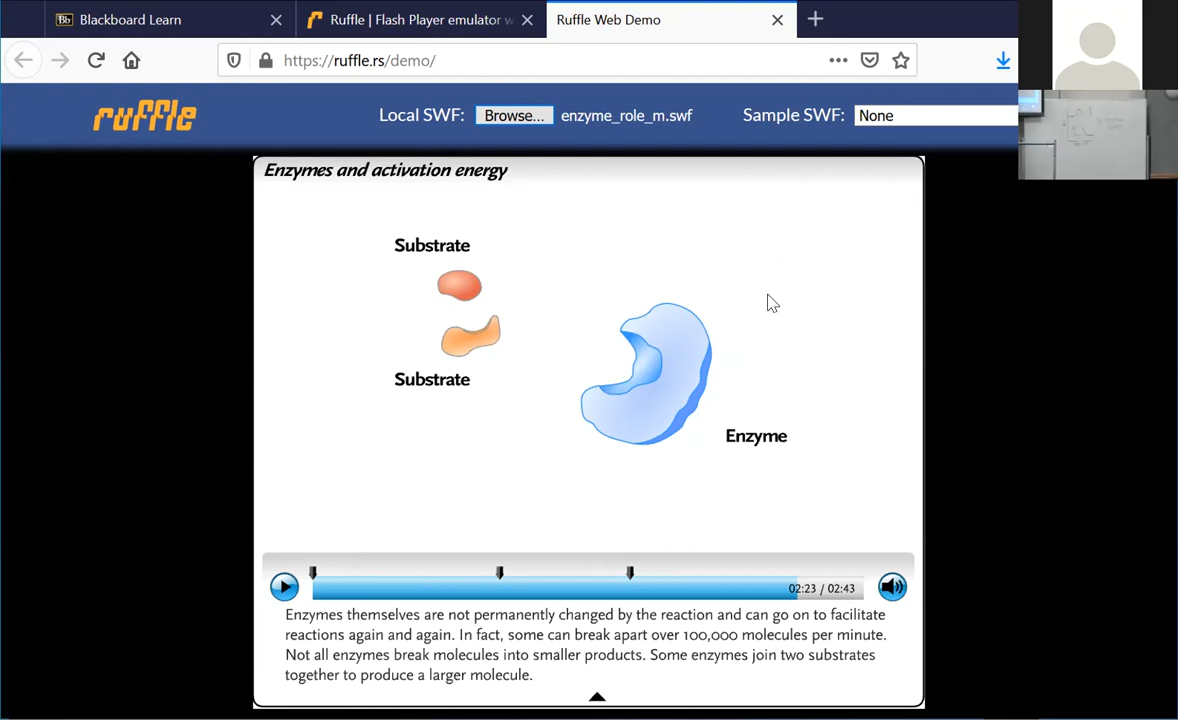 Bb Blackboard Learn
Ruffle | Flash Player emulator w
Ruffle Web Demo
https://ruffle.rs/demo/
ruffle
Local SWF: Browse... enzyme_role_m.swf
Sample SWF: None
Enzymes and activation energy
Substrate
Substrate
Enzyme
02:23 / 02:43
Enzymes themselves are not permanently changed by the reaction and can go on to facilitate
reactions again and again. In fact, some can break apart over 100,000 molecules per minute.
Not all enzymes break molecules into smaller products. Some enzymes join two substrates
together to produce a larger molecule.